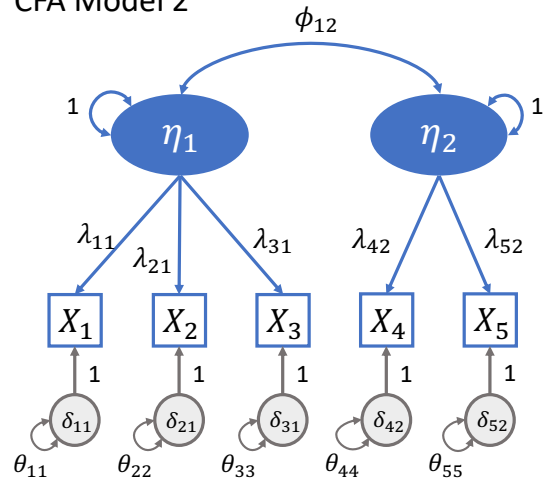 CFA Model 2
ϕ₁₂
1 1
η₁ η₂
λ₁₁ λ₂₁ λ₃₁ λ₄₂ λ₅₂
X₁ X₂ X₃ X₄ X₅
1 1 1 1 1
δ₁₁ δ₂₁ δ₃₁ δ₄₂ δ₅₂
θ₁₁ θ₂₂ θ₃₃ θ₄₄ θ₅₅